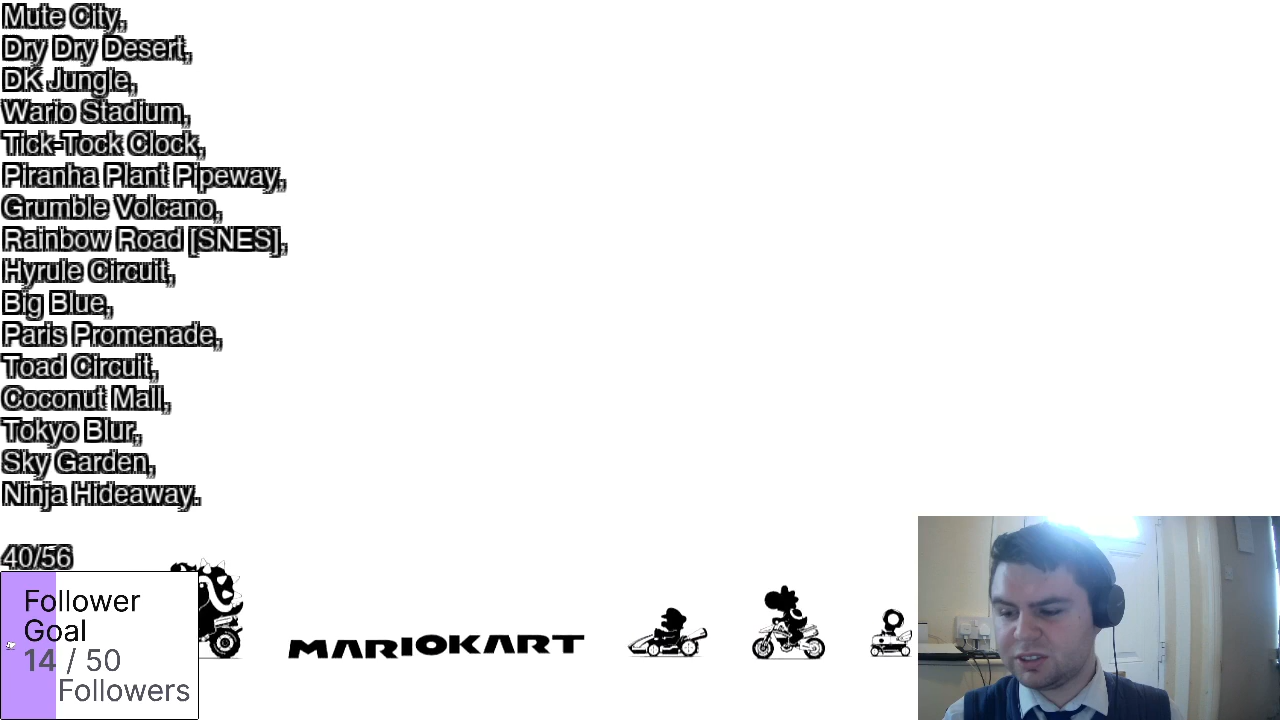 Mute City,
Dry Dry Desert,
DK Jungle,
Wario Stadium,
Tick-Tock Clock,
Piranha Plant Pipeway,
Grumble Volcano,
Rainbow Road [SNES],
Hyrule Circuit,
Big Blue,
Paris Promenade,
Toad Circuit,
Coconut Mall,
Tokyo Blur,
Sky Garden,
Ninja Hideaway.
40/56
Follower
Goal
14 / 50
Followers
MARIOKART